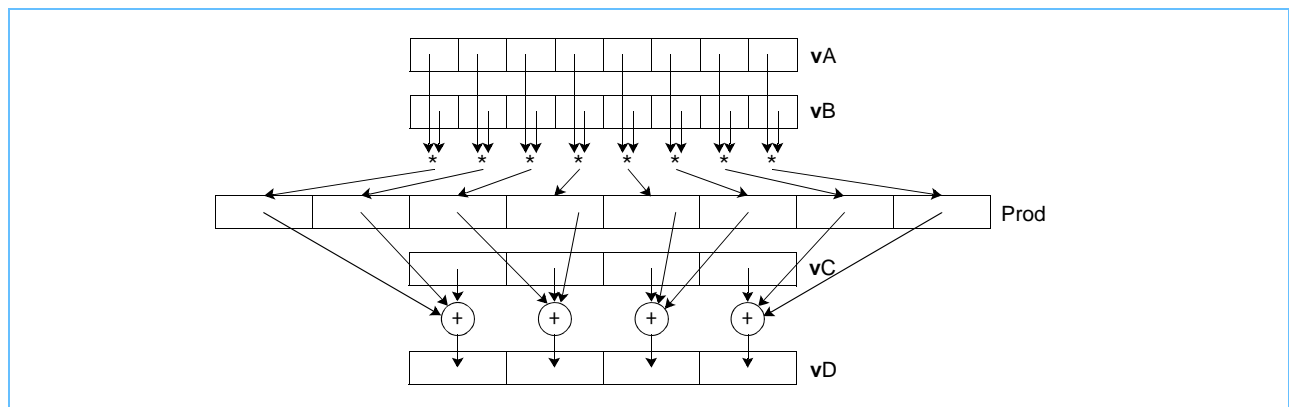 vA
vB
* * * * * * * *
Prod
vC
+ + + +
vD